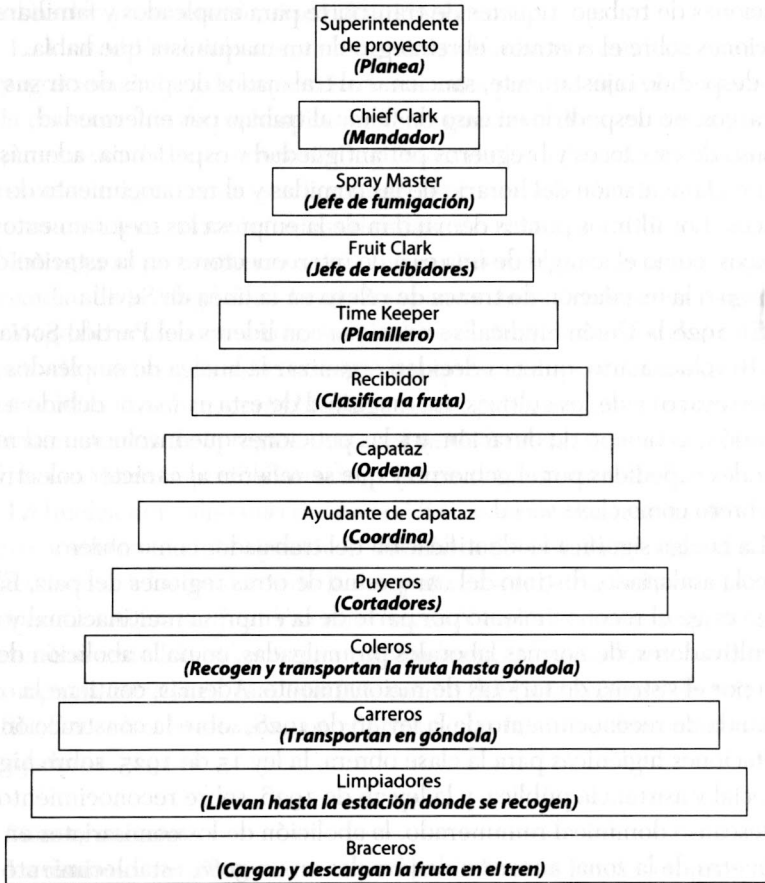 Superintendente
de proyecto
(Planea)
Chief Clark
(Mandador)
Spray Master
(Jefe de fumigación)
Fruit Clark
(Jefe de recibidores)
Time Keeper
(Planillero)
Recibidor
(Clasifica la fruta)
Capataz
(Ordena)
Ayudante de capataz
(Coordina)
Puyeros
(Cortadores)
Coleros
(Recogen y transportan al fruta hasta góndola)
Carreros
(Transportan en góndola)
Limpiadores
(Llevan hasta la estación donde se recogen)
Braceros
(Cargan y descargan la fruta en el tren)